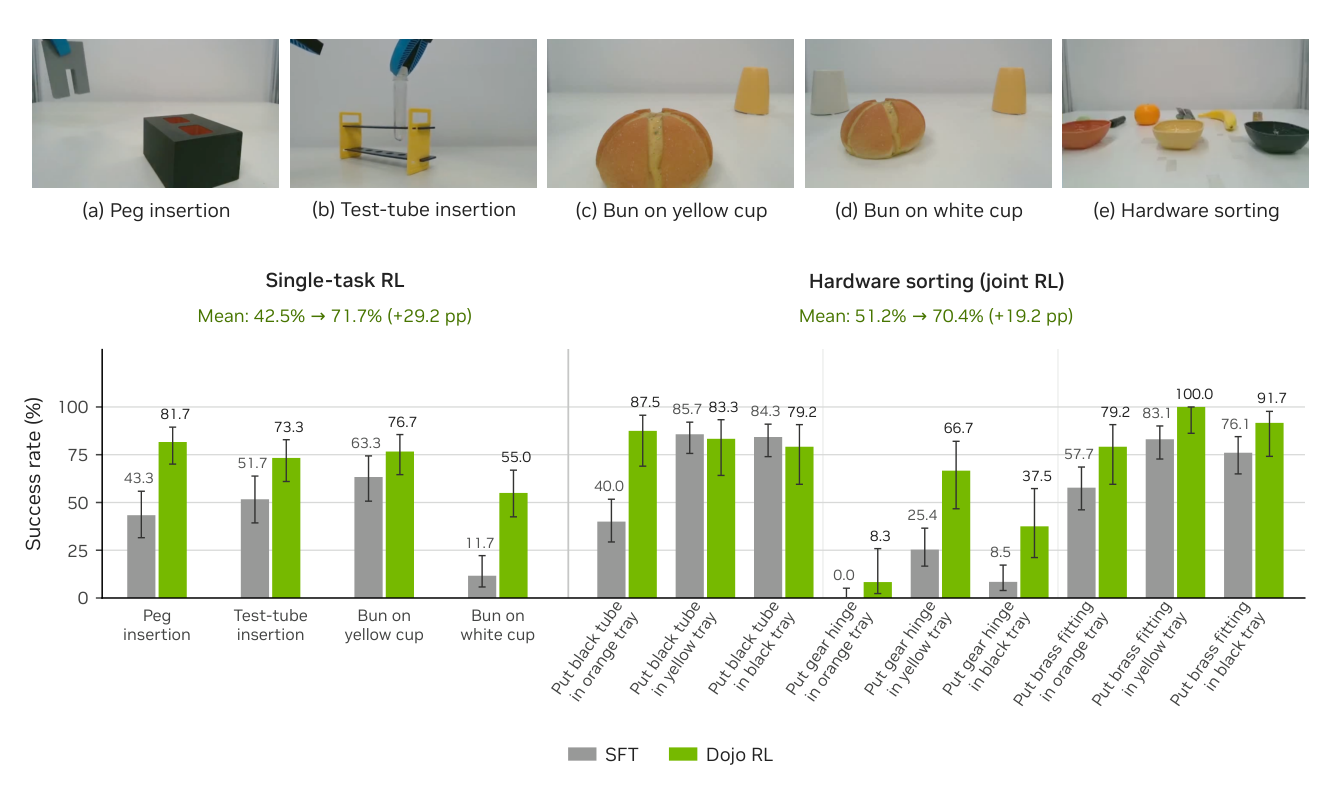 (a) Peg insertion
(b) Test-tube insertion
(c) Bun on yellow cup
(d) Bun on white cup
(e) Hardware sorting
Single-task RL
Mean: 42.5% → 71.7% (+29.2 pp)
Hardware sorting (joint RL)
Mean: 51.2% → 70.4% (+19.2 pp)
Success rate (%)
100
75
50
25
0
43.3
81.7
51.7
73.3
63.3
76.7
11.7
55.0
40.0
87.5
85.7
83.3
84.3
79.2
0.0
8.3
25.4
66.7
8.5
37.5
57.7
79.2
83.1
100.0
76.1
91.7
Peg
insertion
Test-tube
insertion
Bun on
yellow cup
Bun on
white cup
Put black tube
in orange tray
Put black tube
in yellow tray
Put black tube
in black tray
Put gear hinge
in orange tray
Put gear hinge
in yellow tray
Put gear hinge
in black tray
Put brass fitting
in orange tray
Put brass fitting
in yellow tray
Put brass fitting
in black tray
SFT
Dojo RL